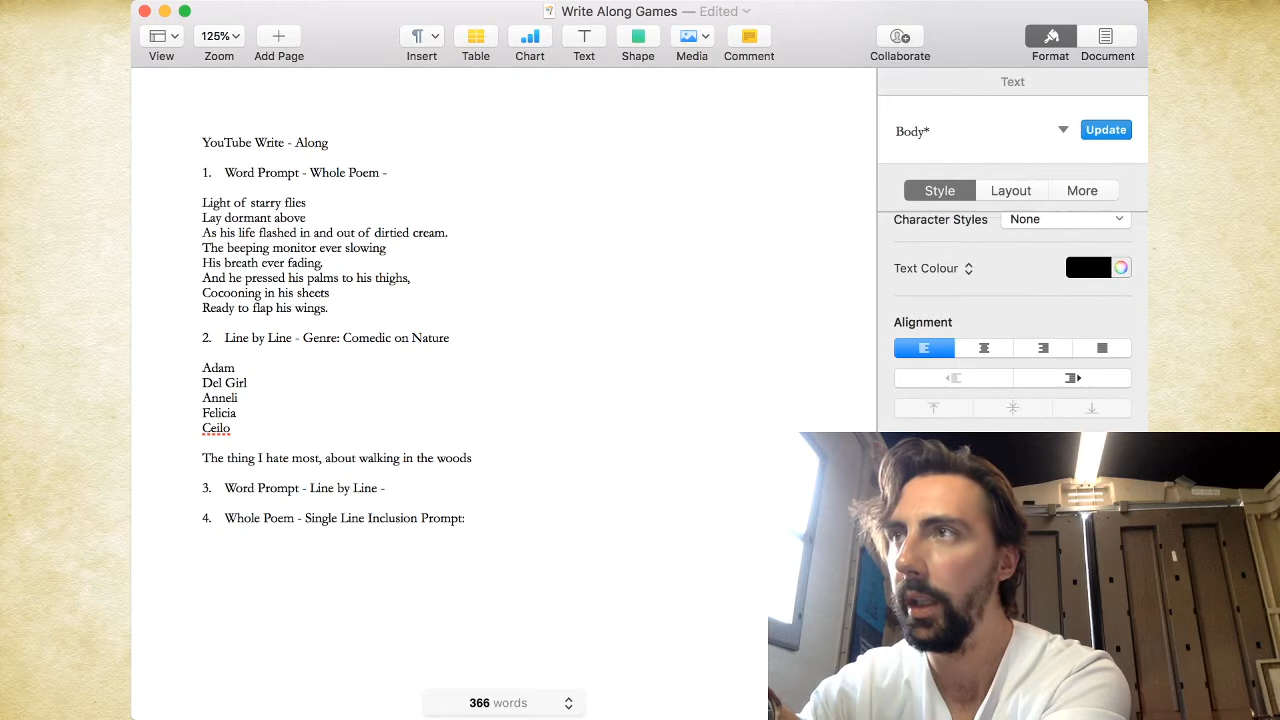 Write Along Games — Edited
125%
Zoom
Add Page
Insert
Table
Chart
Text
Shape
Media
Comment
Collaborate
Format
Document
Text
Body*
Update
Style
Layout
More
Character Styles
None
Text Colour
Alignment
YouTube Write - Along
1. Word Prompt - Whole Poem -
Light of starry flies
Lay dormant above
As his life flashed in and out of dirtied cream.
The beeping monitor ever slowing
His breath ever fading.
And he pressed his palms to his thighs,
Cocooning in his sheets
Ready to flap his wings.
2. Line by Line - Genre: Comedic on Nature
Adam
Del Girl
Anneli
Felicia
Ceilo
The thing I hate most, about walking in the woods
3. Word Prompt - Line by Line -
4. Whole Poem - Single Line Inclusion Prompt:
366 words